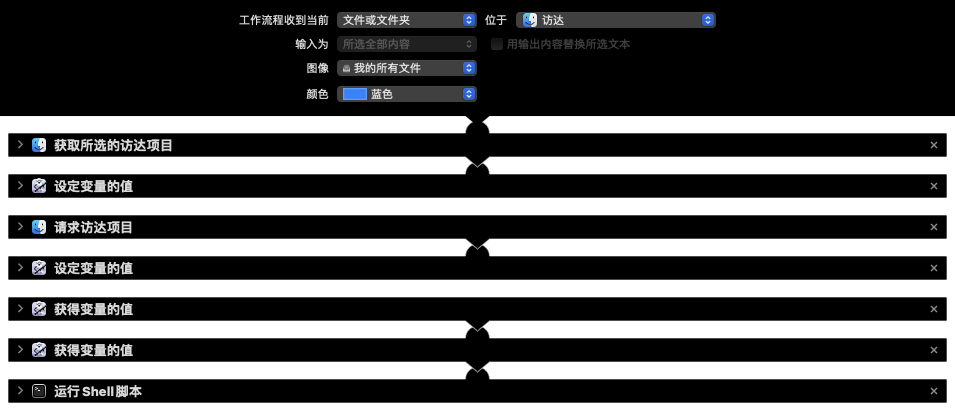 工作流程收到当前 文件或文件夹 位于 访达
输入为 所选全部内容 用输出内容替换所选文本
图像 我的所有文件
颜色 蓝色
获取所选的访达项目
设定变量的值
请求访达项目
设定变量的值
获得变量的值
获得变量的值
运行 Shell 脚本